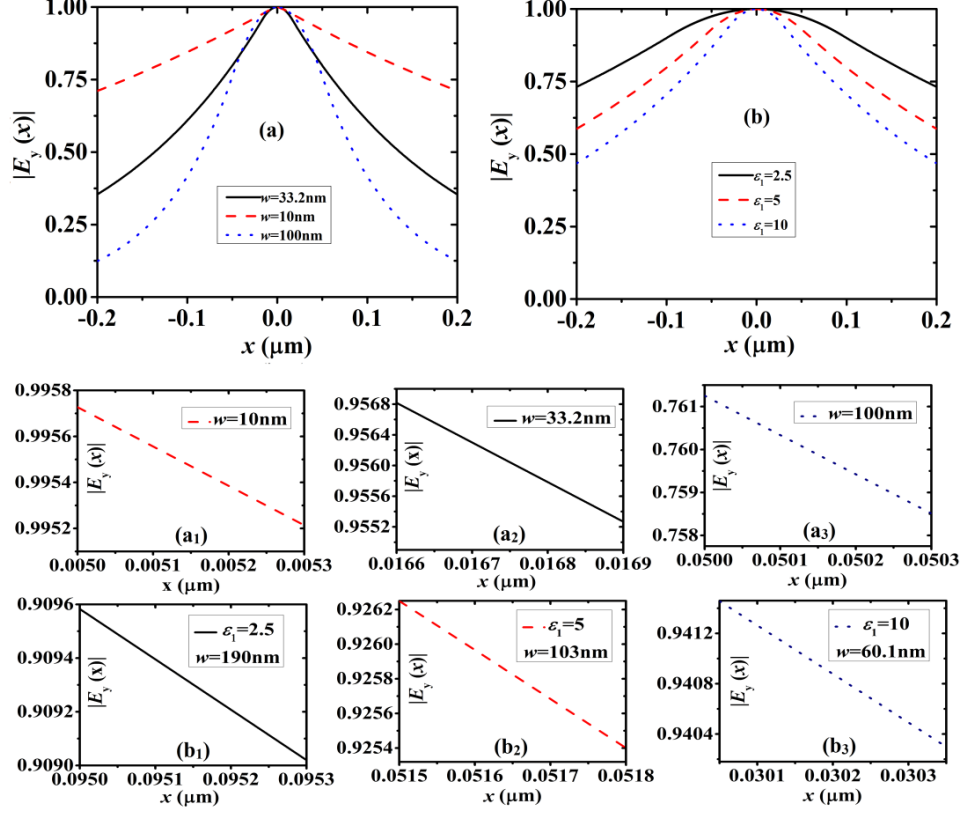 1.00
0.75
0.50
0.25
0.00
|E_y (x)|
(a)
w=33.2nm
w=10nm
w=100nm
-0.2 -0.1 0.0 0.1 0.2
x (μm)
1.00
0.75
0.50
0.25
0.00
|E_y (x)|
(b)
ε₁=2.5
ε₁=5
ε₁=10
-0.2 -0.1 0.0 0.1 0.2
x (μm)
0.9958
0.9956
0.9954
0.9952
|E_y (x)|
w=10nm
(a₁)
0.0050 0.0051 0.0052 0.0053
x (μm)
0.9568
0.9564
0.9560
0.9556
0.9552
|E_y (x)|
w=33.2nm
(a₂)
0.0166 0.0167 0.0168 0.0169
x (μm)
0.761
0.760
0.759
0.758
|E_y (x)|
w=100nm
(a₃)
0.0500 0.0501 0.0502 0.0503
x (μm)
0.9096
0.9094
0.9092
0.9090
|E_y (x)|
ε₁=2.5
w=190nm
(b₁)
0.0950 0.0951 0.0952 0.0953
x (μm)
0.9262
0.9260
0.9258
0.9256
0.9254
|E_y (x)|
ε₁=5
w=103nm
(b₂)
0.0515 0.0516 0.0517 0.0518
x (μm)
0.9412
0.9408
0.9404
|E_y (x)|
ε₁=10
w=60.1nm
(b₃)
0.0301 0.0302 0.0303
x (μm)